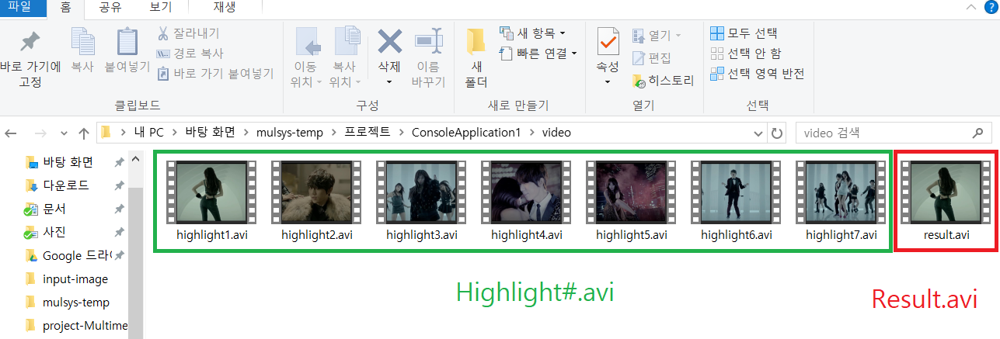 파일 홈 공유 보기 재생
바로 가기에
고정
복사
붙여넣기
잘라내기
경로 복사
바로 가기 붙여넣기
클립보드
이동
위치
복사
위치
삭제
이름
바꾸기
구성
새
폴더
새 항목
빠른 연결
새로 만들기
속성
열기
편집
히스토리
열기
모두 선택
선택 안 함
선택 영역 반전
선택
내 PC > 바탕 화면 > mulsys-temp > 프로젝트 > ConsoleApplication1 > video
video 검색
바탕 화면
다운로드
문서
사진
Google 드라이
input-image
mulsys-temp
project-Multime
highlight1.avi highlight2.avi highlight3.avi highlight4.avi highlight5.avi highlight6.avi highlight7.avi result.avi
Highlight#.avi
Result.avi